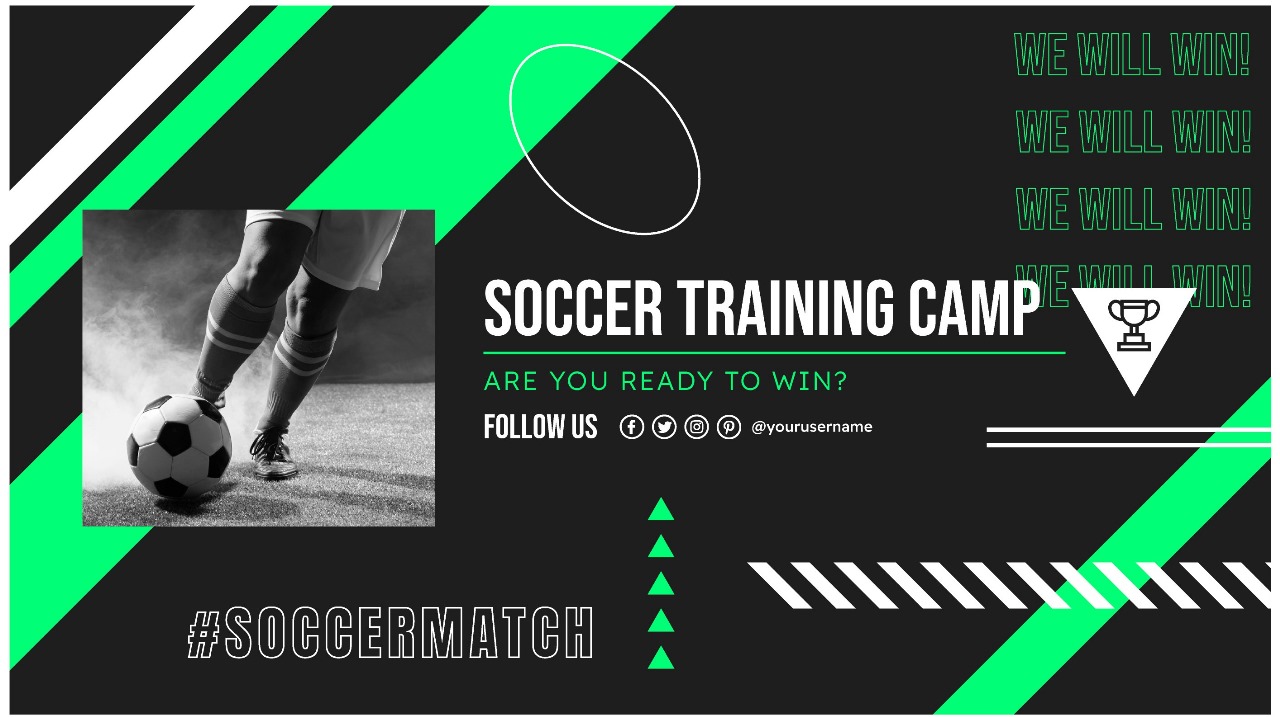 WE WILL WIN!
WE WILL WIN!
WE WILL WIN!
WE WILL WIN!
SOCCER TRAINING CAMP
ARE YOU READY TO WIN?
FOLLOW US @yourusername
#SOCCERMATCH